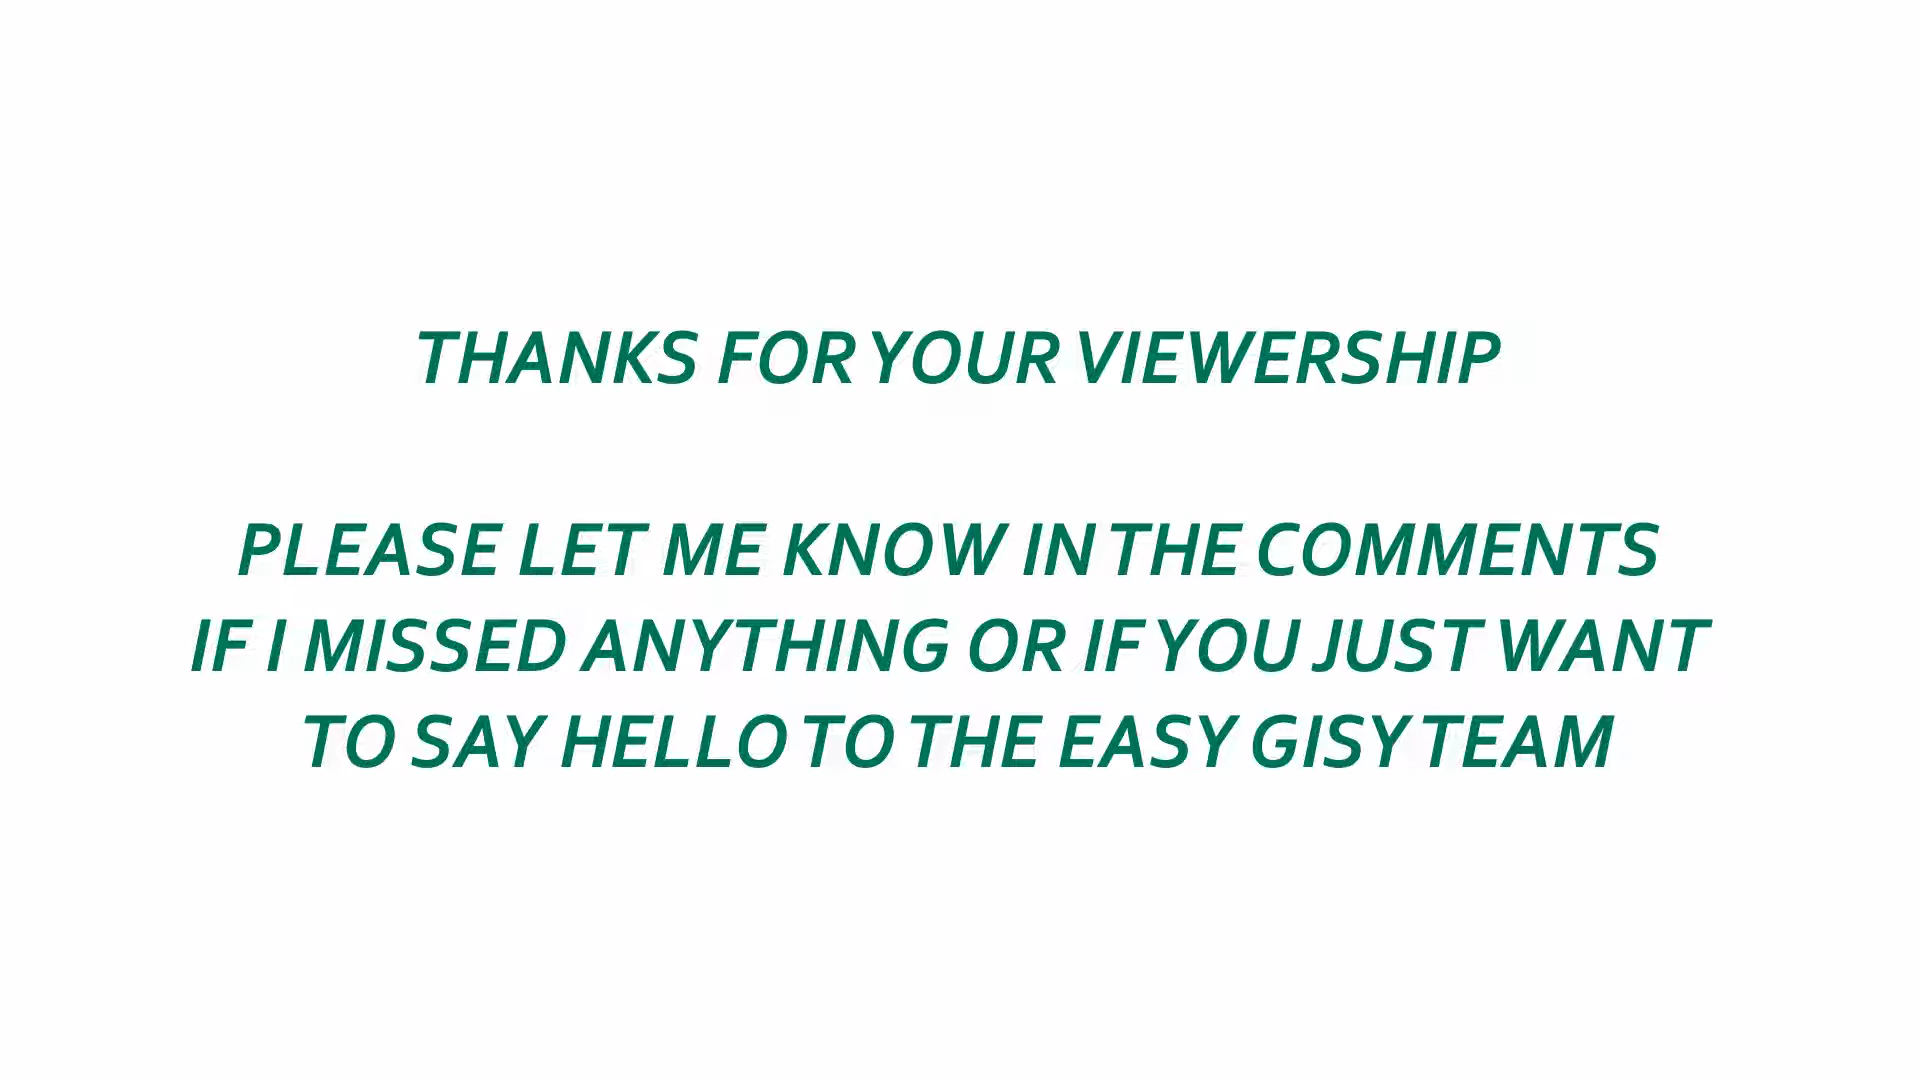 THANKS FOR YOUR VIEWERSHIP
PLEASE LET ME KNOW IN THE COMMENTS
IF I MISSED ANYTHING OR IF YOU JUST WANT
TO SAY HELLO TO THE EASY GISY TEAM